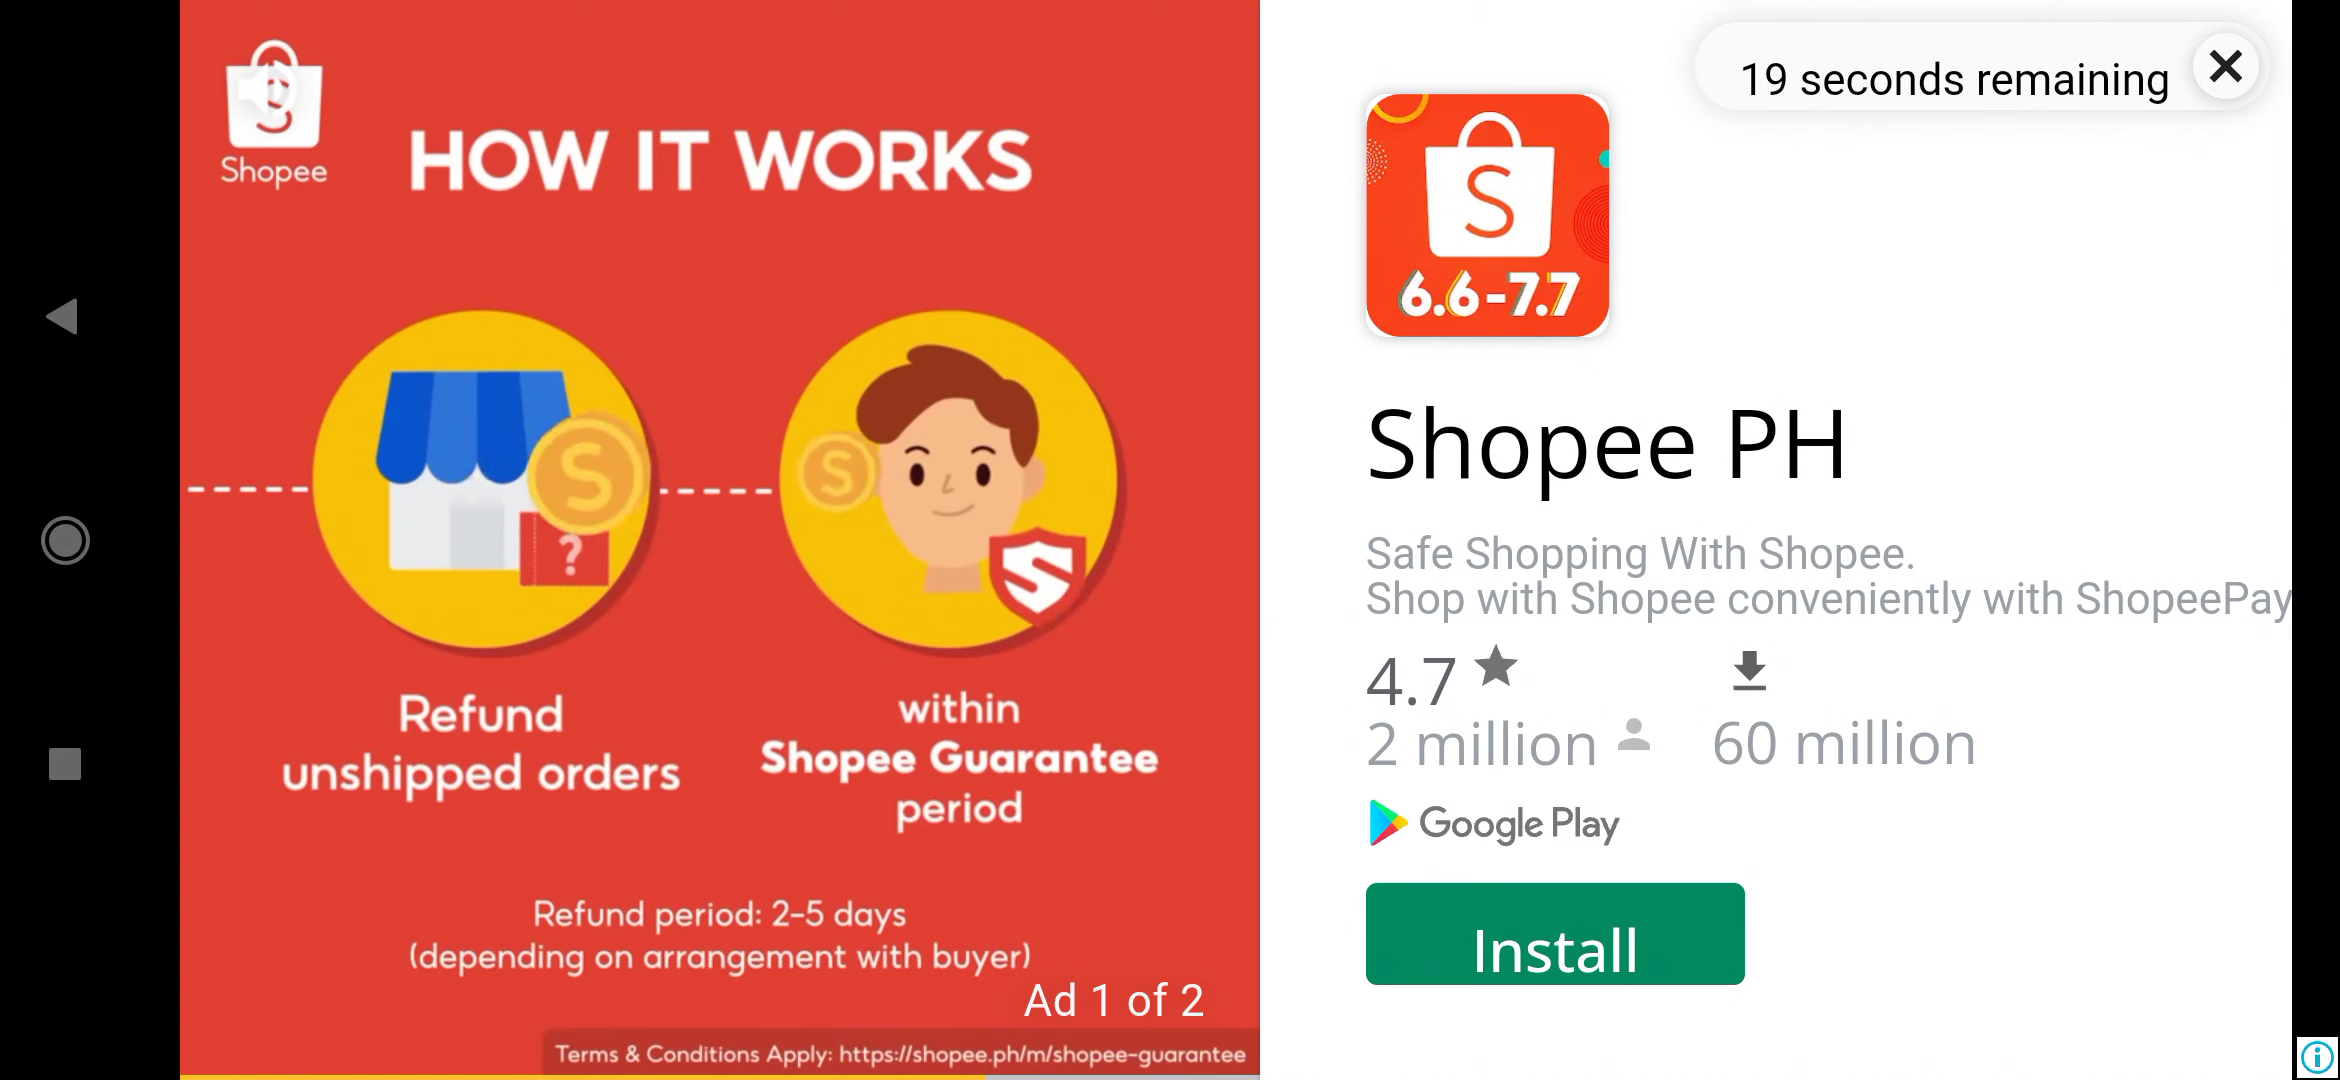 Shopee
HOW IT WORKS
S
?
Refund
unshipped orders
S
S
within
Shopee Guarantee
period
Refund period: 2-5 days
(depending on arrangement with buyer)
Ad 1 of 2
Terms & Conditions Apply: https://shopee.ph/m/shopee-guarantee
19 seconds remaining
S
6.6-7.7
Shopee PH
Safe Shopping With Shopee.
Shop with Shopee conveniently with ShopeePay
4.7
2 million
60 million
Google Play
Install